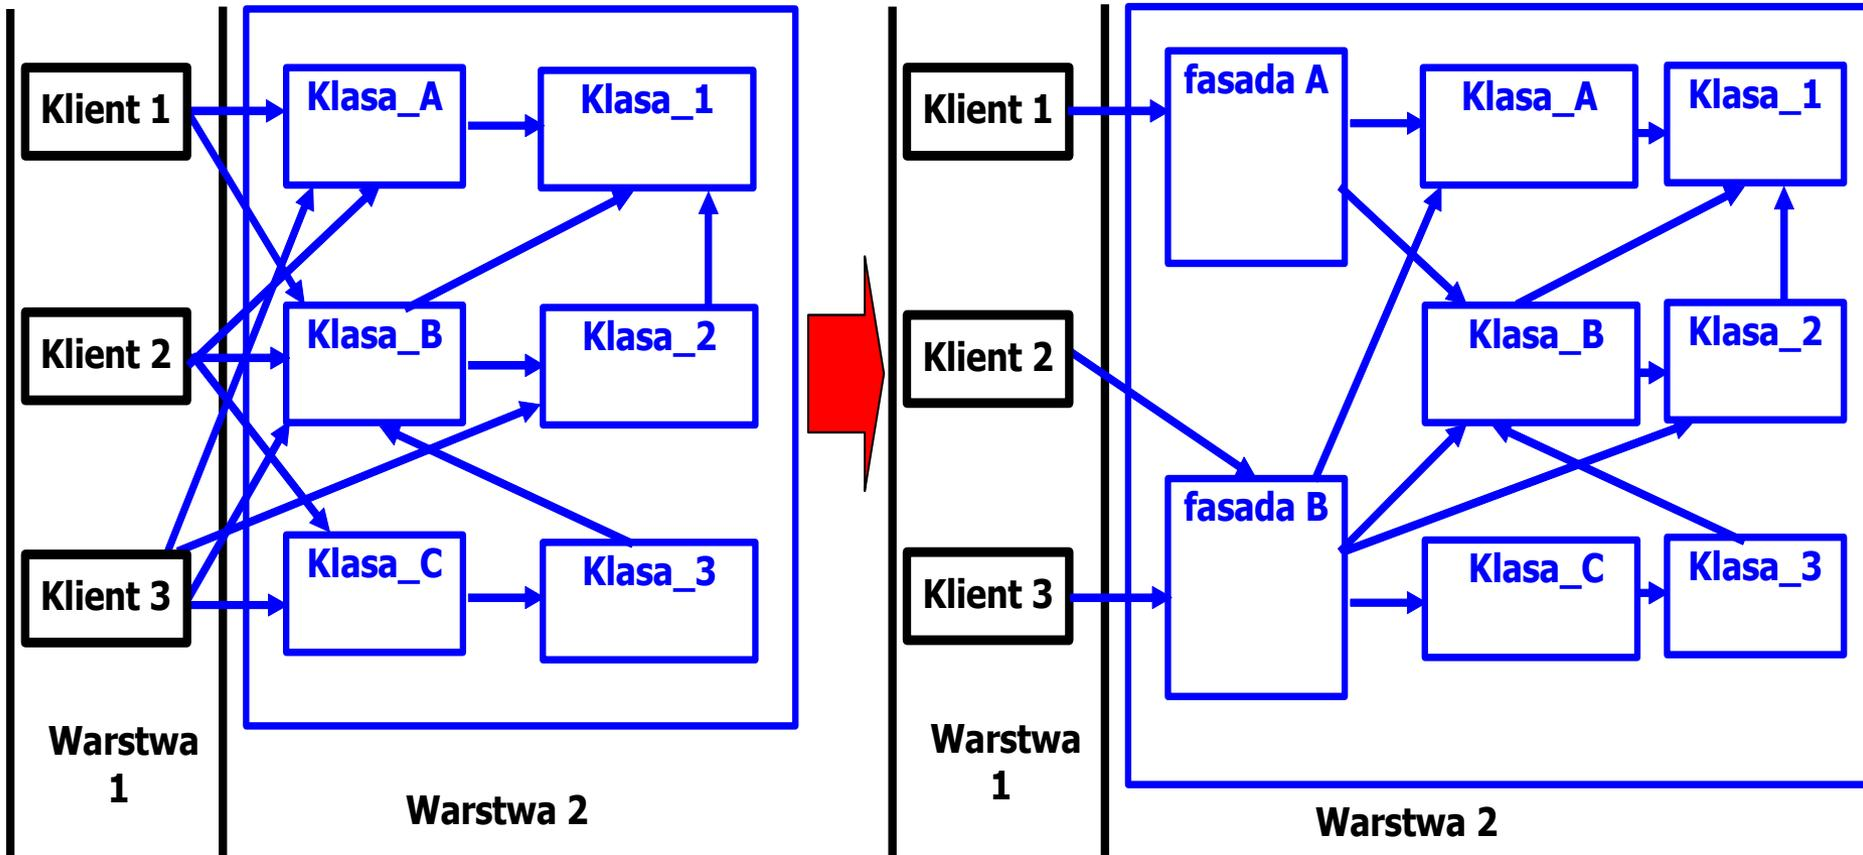 Klient 1
Klasa_A
Klasa_1
Klient 2
Klasa_B
Klasa_2
Klient 3
Klasa_C
Klasa_3
Warstwa
1
Warstwa 2
Klient 1
fasada A
Klasa_A
Klasa_1
Klient 2
Klasa_B
Klasa_2
Klient 3
fasada B
Klasa_C
Klasa_3
Warstwa
1
Warstwa 2